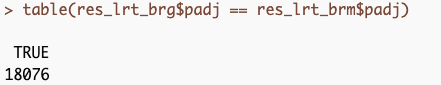 > table(res_lrt_brg$padj == res_lrt_brm$padj)
TRUE
18076